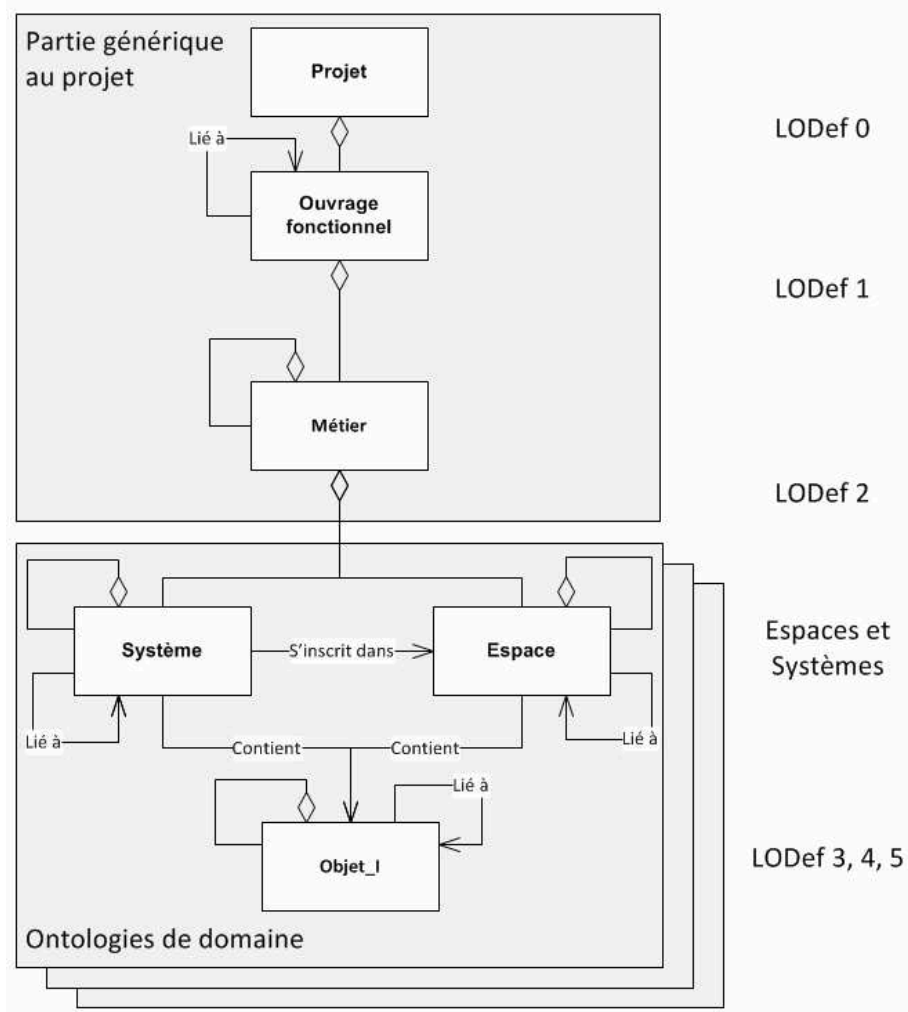 Partie générique
au projet
Projet
LODef 0
Lié à
Ouvrage
fonctionnel
LODef 1
Métier
LODef 2
Système
S'inscrit dans
Espace
Espaces et
Systèmes
Lié à
Contient
Contient
Lié à
Lié à
Objet_I
LODef 3, 4, 5
Ontologies de domaine